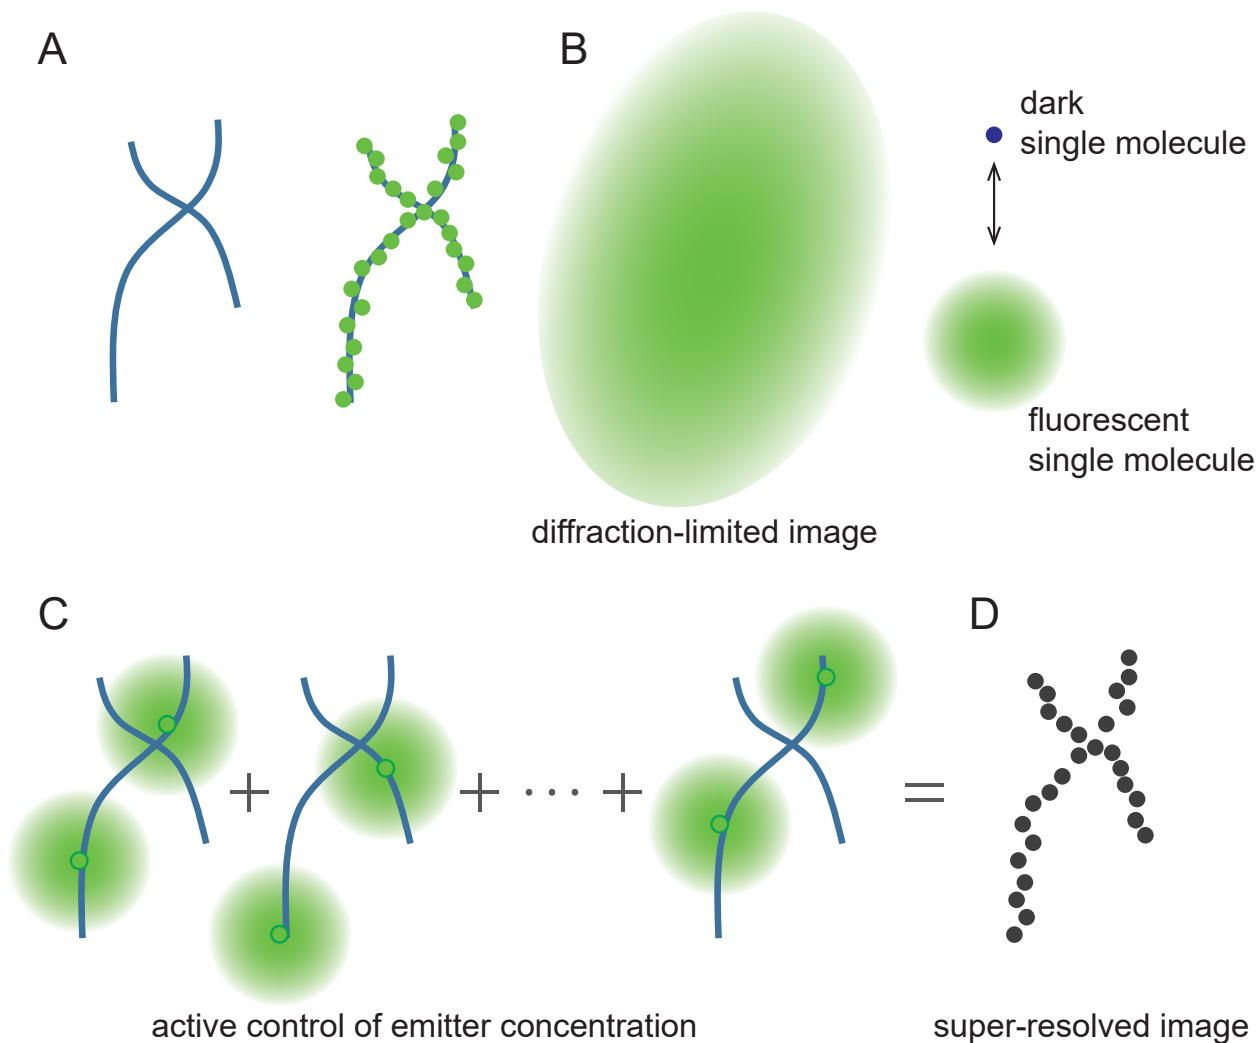 A
B
dark
single molecule
fluorescent
single molecule
diffraction-limited image
C
D
+
+
...
+
=
active control of emitter concentration
super-resolved image